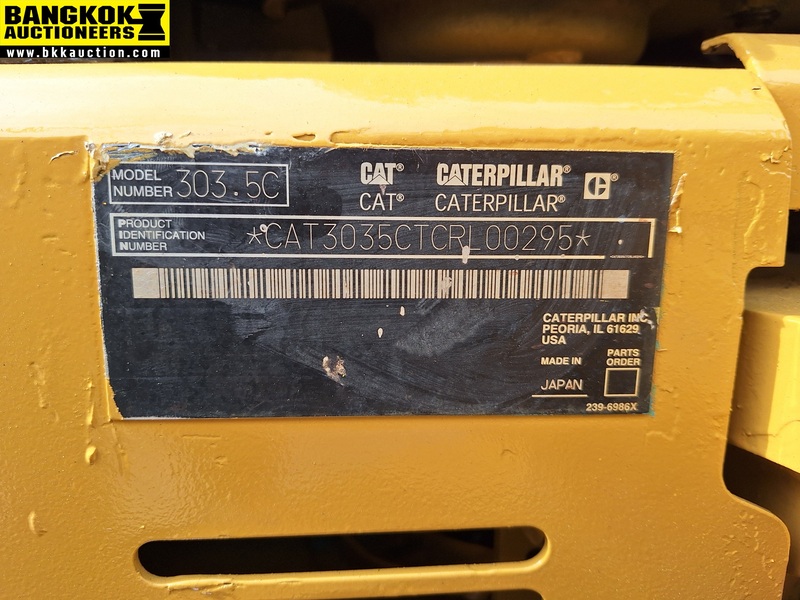 BANGKOK
AUCTIONEERS
www.bkkauction.com
MODEL NUMBER 303.5C
CAT® CATERPILLAR® C®
CAT® CATERPILLAR®
PRODUCT IDENTIFICATION NUMBER *CAT3035CTCRL00295*
CATERPILLAR INC.
PEORIA, IL 61629
USA
MADE IN JAPAN
PARTS ORDER
239-6986X